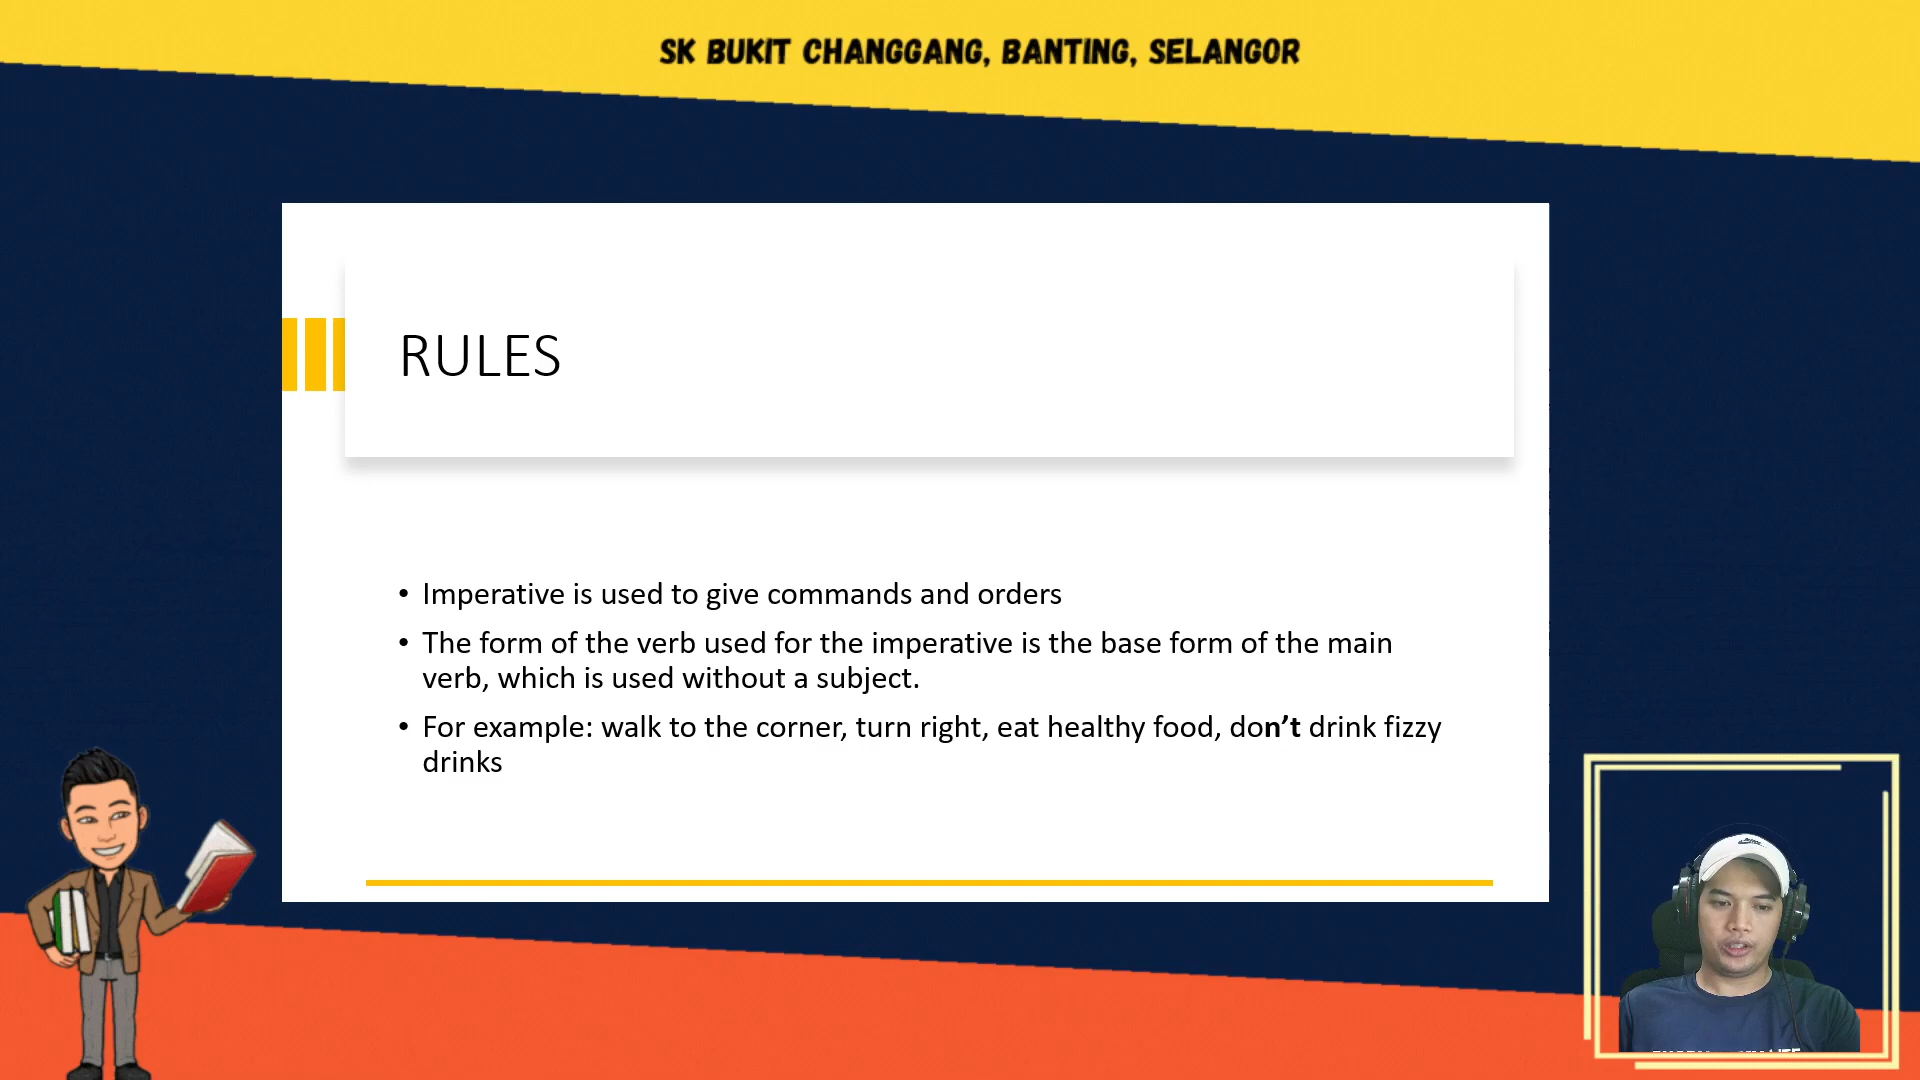 SK BUKIT CHANGGANG, BANTING, SELANGOR
RULES
• Imperative is used to give commands and orders
• The form of the verb used for the imperative is the base form of the main
verb, which is used without a subject.
• For example: walk to the corner, turn right, eat healthy food, don’t drink fizzy
drinks